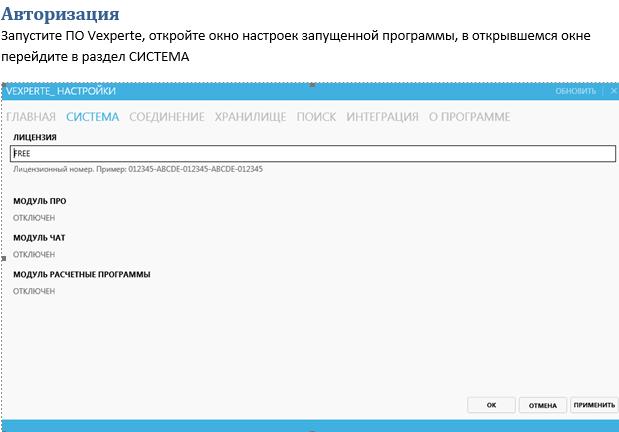 Авторизация
Запустите ПО Vexperte, откройте окно настроек запущенной программы, в открывшемся окне
перейдите в раздел СИСТЕМА
VEXPERTE_ НАСТРОЙКИ ОБНОВИТЬ
ГЛАВНАЯ СИСТЕМА СОЕДИНЕНИЕ ХРАНИЛИЩЕ ПОИСК ИНТЕГРАЦИЯ О ПРОГРАММЕ
ЛИЦЕНЗИЯ
FREE
Лицензионный номер. Пример: 012345-ABCDE-012345-ABCDE-012345
МОДУЛЬ ПРО
ОТКЛЮЧЕН
МОДУЛЬ ЧАТ
ОТКЛЮЧЕН
МОДУЛЬ РАСЧЕТНЫЕ ПРОГРАММЫ
ОТКЛЮЧЕН
ОК ОТМЕНА ПРИМЕНИТЬ